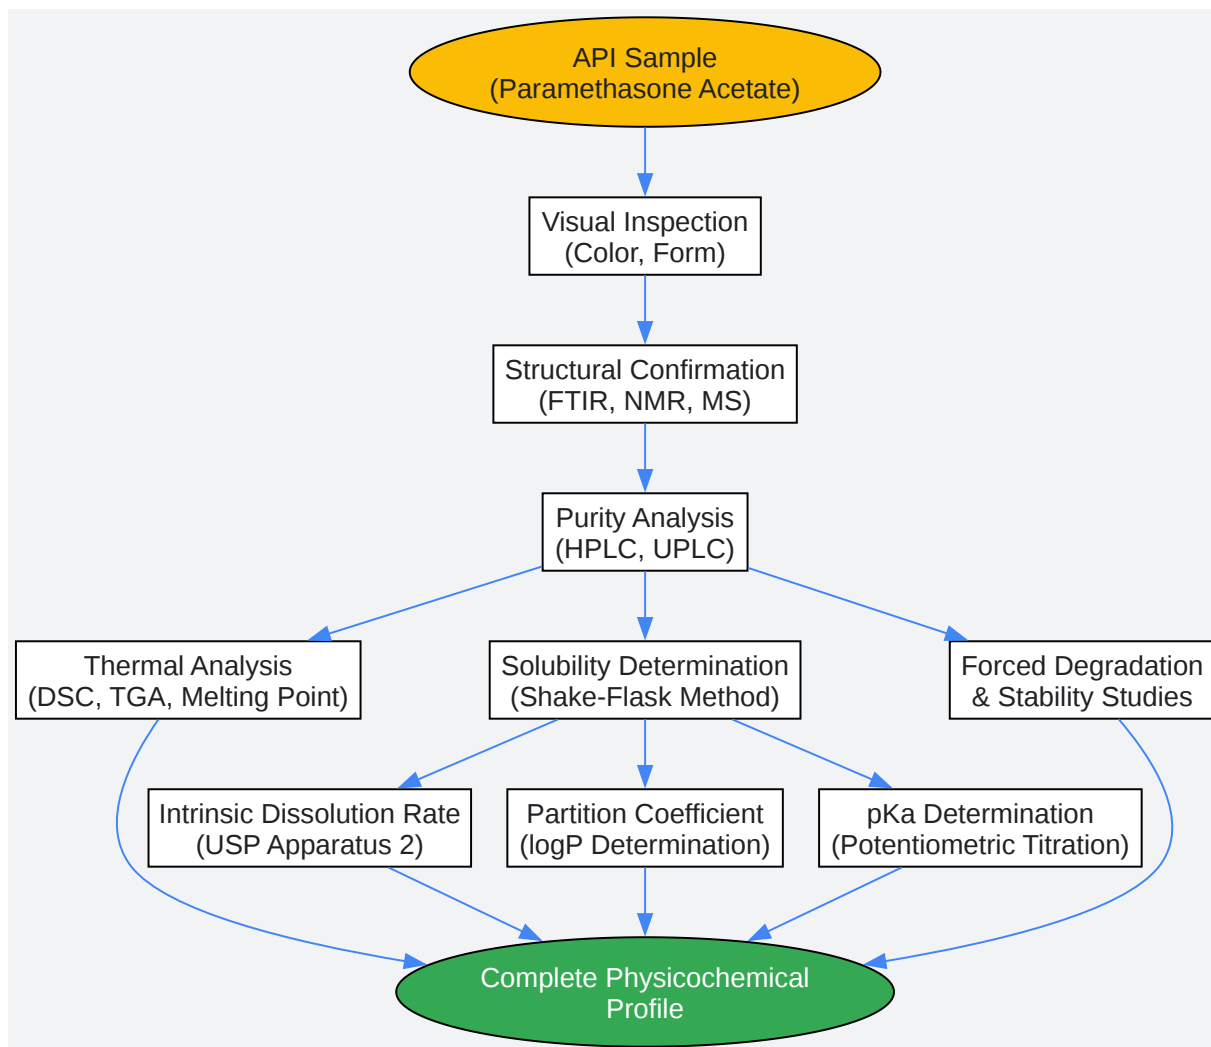 API Sample
(Paramethasone Acetate)
Visual Inspection
(Color, Form)
Structural Confirmation
(FTIR, NMR, MS)
Purity Analysis
(HPLC, UPLC)
Thermal Analysis
(DSC, TGA, Melting Point)
Solubility Determination
(Shake-Flask Method)
Forced Degradation
& Stability Studies
Intrinsic Dissolution Rate
(USP Apparatus 2)
Partition Coefficient
(logP Determination)
pKa Determination
(Potentiometric Titration)
Complete Physicochemical
Profile